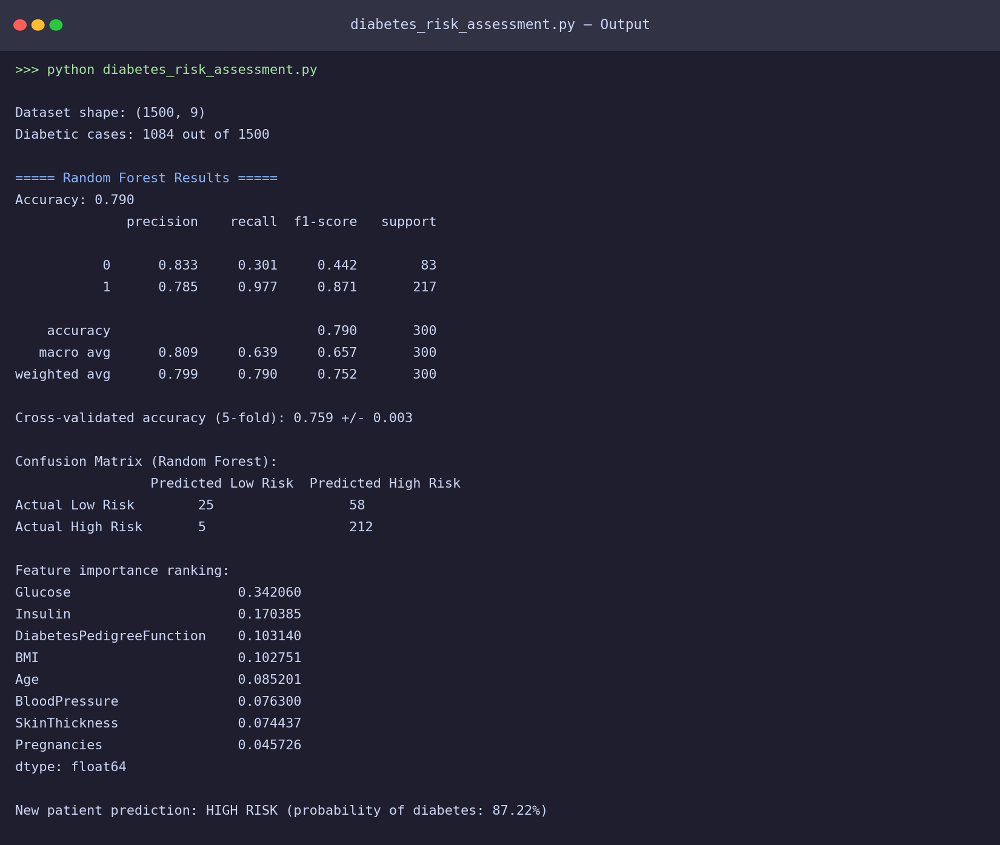 diabetes_risk_assessment.py — Output
>>> python diabetes_risk_assessment.py
Dataset shape: (1500, 9)
Diabetic cases: 1084 out of 1500
===== Random Forest Results =====
Accuracy: 0.790
              precision    recall  f1-score   support
           0      0.833     0.301     0.442        83
           1      0.785     0.977     0.871       217
    accuracy                          0.790       300
   macro avg      0.809     0.639     0.657       300
weighted avg      0.799     0.790     0.752       300
Cross-validated accuracy (5-fold): 0.759 +/- 0.003
Confusion Matrix (Random Forest):
                 Predicted Low Risk  Predicted High Risk
Actual Low Risk        25                 58
Actual High Risk       5                  212
Feature importance ranking:
Glucose                     0.342060
Insulin                     0.170385
DiabetesPedigreeFunction    0.103140
BMI                         0.102751
Age                         0.085201
BloodPressure               0.076300
SkinThickness               0.074437
Pregnancies                 0.045726
dtype: float64
New patient prediction: HIGH RISK (probability of diabetes: 87.22%)